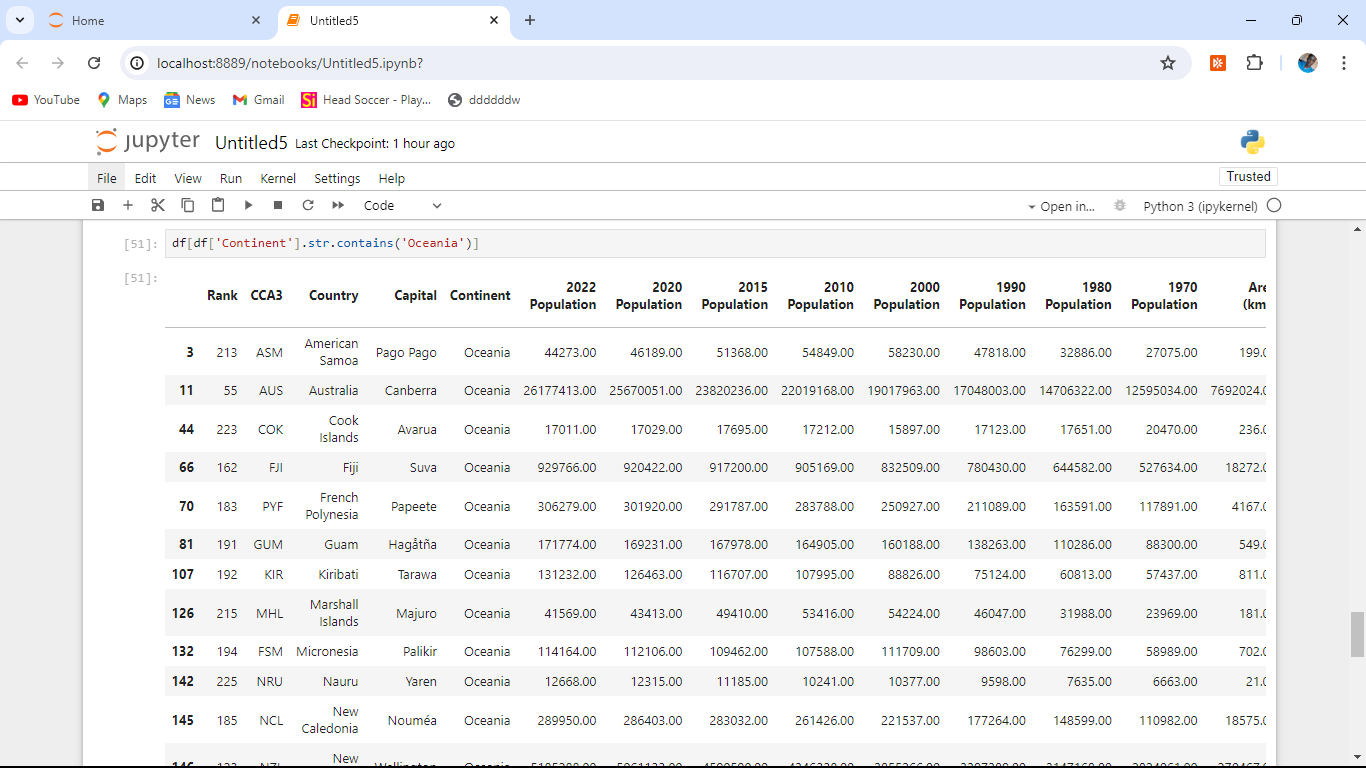 Home
Untitled5
localhost:8889/notebooks/Untitled5.ipynb?
YouTube Maps News Gmail Head Soccer - Play... ddddddw
jupyter Untitled5 Last Checkpoint: 1 hour ago
File Edit View Run Kernel Settings Help
Trusted
Code Open in... Python 3 (ipykernel)
[51]: df[df['Continent'].str.contains('Oceania')]
[51]:
Rank CCA3 Country Capital Continent 2022 Population 2020 Population 2015 Population 2010 Population 2000 Population 1990 Population 1980 Population 1970 Population Are (km
3 213 ASM American Samoa Pago Pago Oceania 44273.00 46189.00 51368.00 54849.00 58230.00 47818.00 32886.00 27075.00 199.0
11 55 AUS Australia Canberra Oceania 26177413.00 25670051.00 23820236.00 22019168.00 19017963.00 17048003.00 14706322.00 12595034.00 7692024.0
44 223 COK Cook Islands Avarua Oceania 17011.00 17029.00 17695.00 17212.00 15897.00 17123.00 17651.00 20470.00 236.0
66 162 FJI Fiji Suva Oceania 929766.00 920422.00 917200.00 905169.00 832509.00 780430.00 644582.00 527634.00 18272.0
70 183 PYF French Polynesia Papeete Oceania 306279.00 301920.00 291787.00 283788.00 250927.00 211089.00 163591.00 117891.00 4167.0
81 191 GUM Guam Hagåtña Oceania 171774.00 169231.00 167978.00 164905.00 160188.00 138263.00 110286.00 88300.00 549.0
107 192 KIR Kiribati Tarawa Oceania 131232.00 126463.00 116707.00 107995.00 88826.00 75124.00 60813.00 57437.00 811.0
126 215 MHL Marshall Islands Majuro Oceania 41569.00 43413.00 49410.00 53416.00 54224.00 46047.00 31988.00 23969.00 181.0
132 194 FSM Micronesia Palikir Oceania 114164.00 112106.00 109462.00 107588.00 111709.00 98603.00 76299.00 58989.00 702.0
142 225 NRU Nauru Yaren Oceania 12668.00 12315.00 11185.00 10241.00 10377.00 9598.00 7635.00 6663.00 21.0
145 185 NCL New Caledonia Nouméa Oceania 289950.00 286403.00 283032.00 261426.00 221537.00 177264.00 148599.00 110982.00 18575.0
New